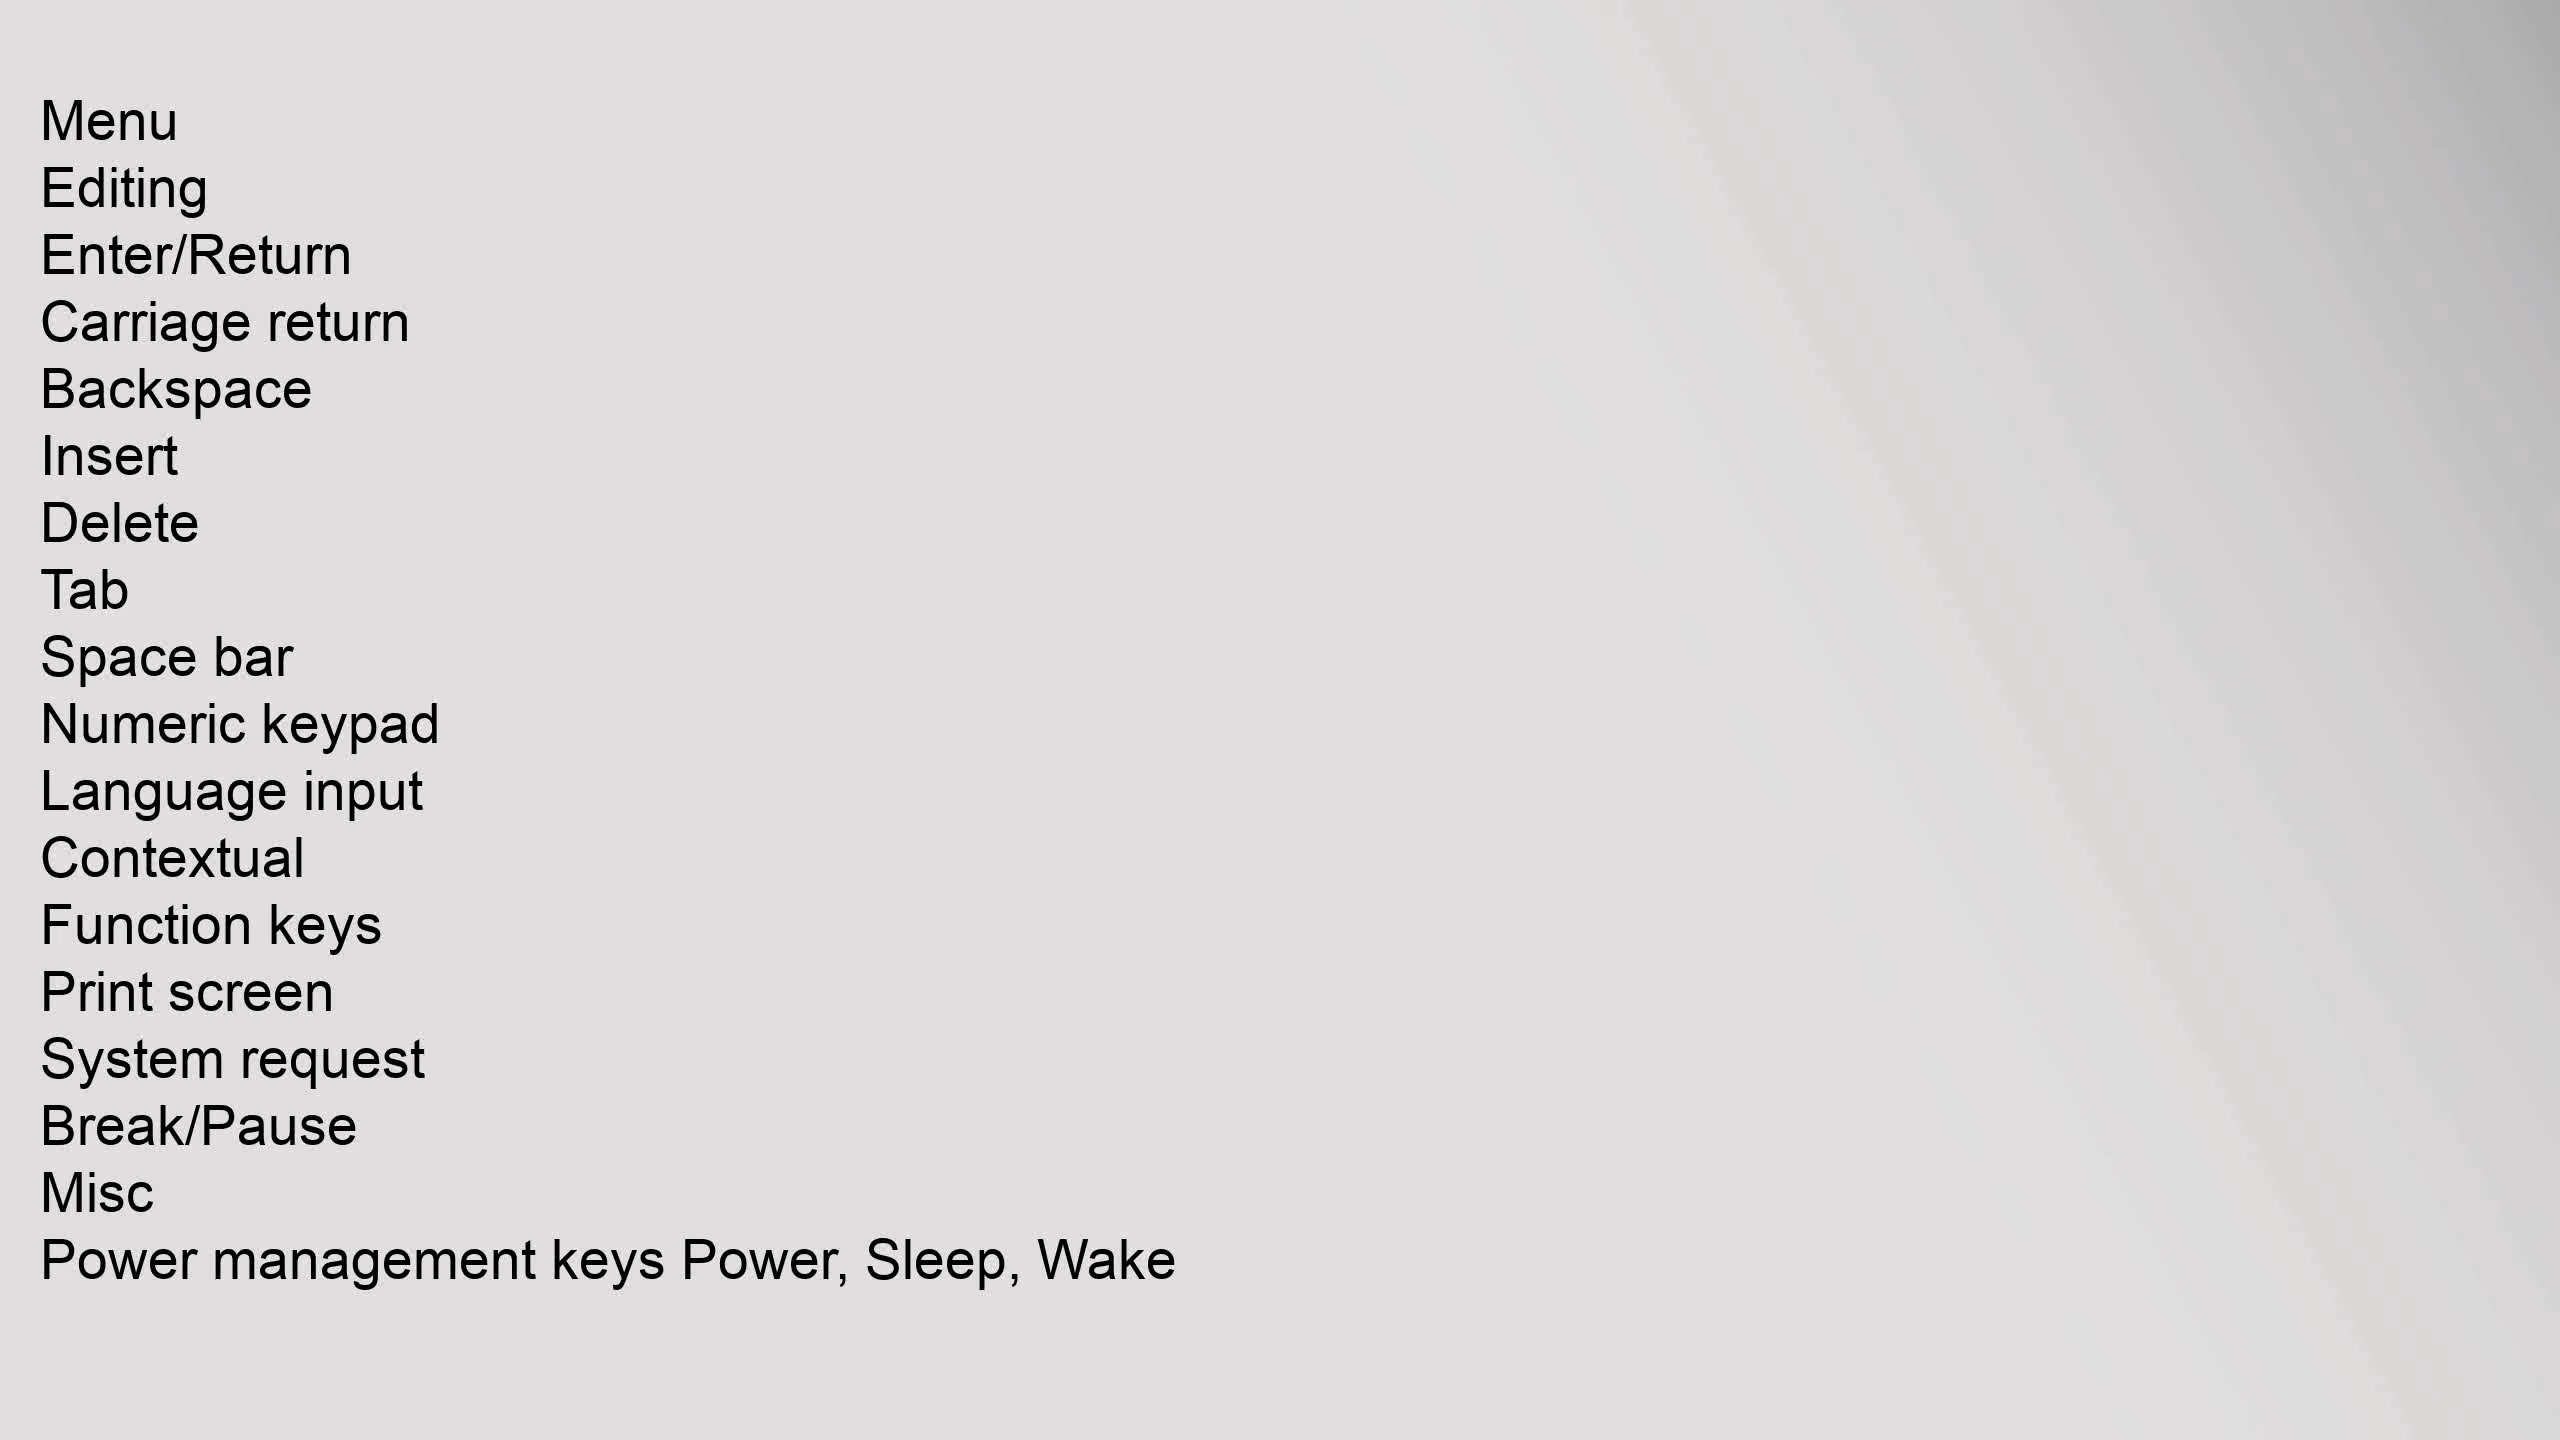 Menu
Editing
Enter/Return
Carriage return
Backspace
Insert
Delete
Tab
Space bar
Numeric keypad
Language input
Contextual
Function keys
Print screen
System request
Break/Pause
Misc
Power management keys Power, Sleep, Wake